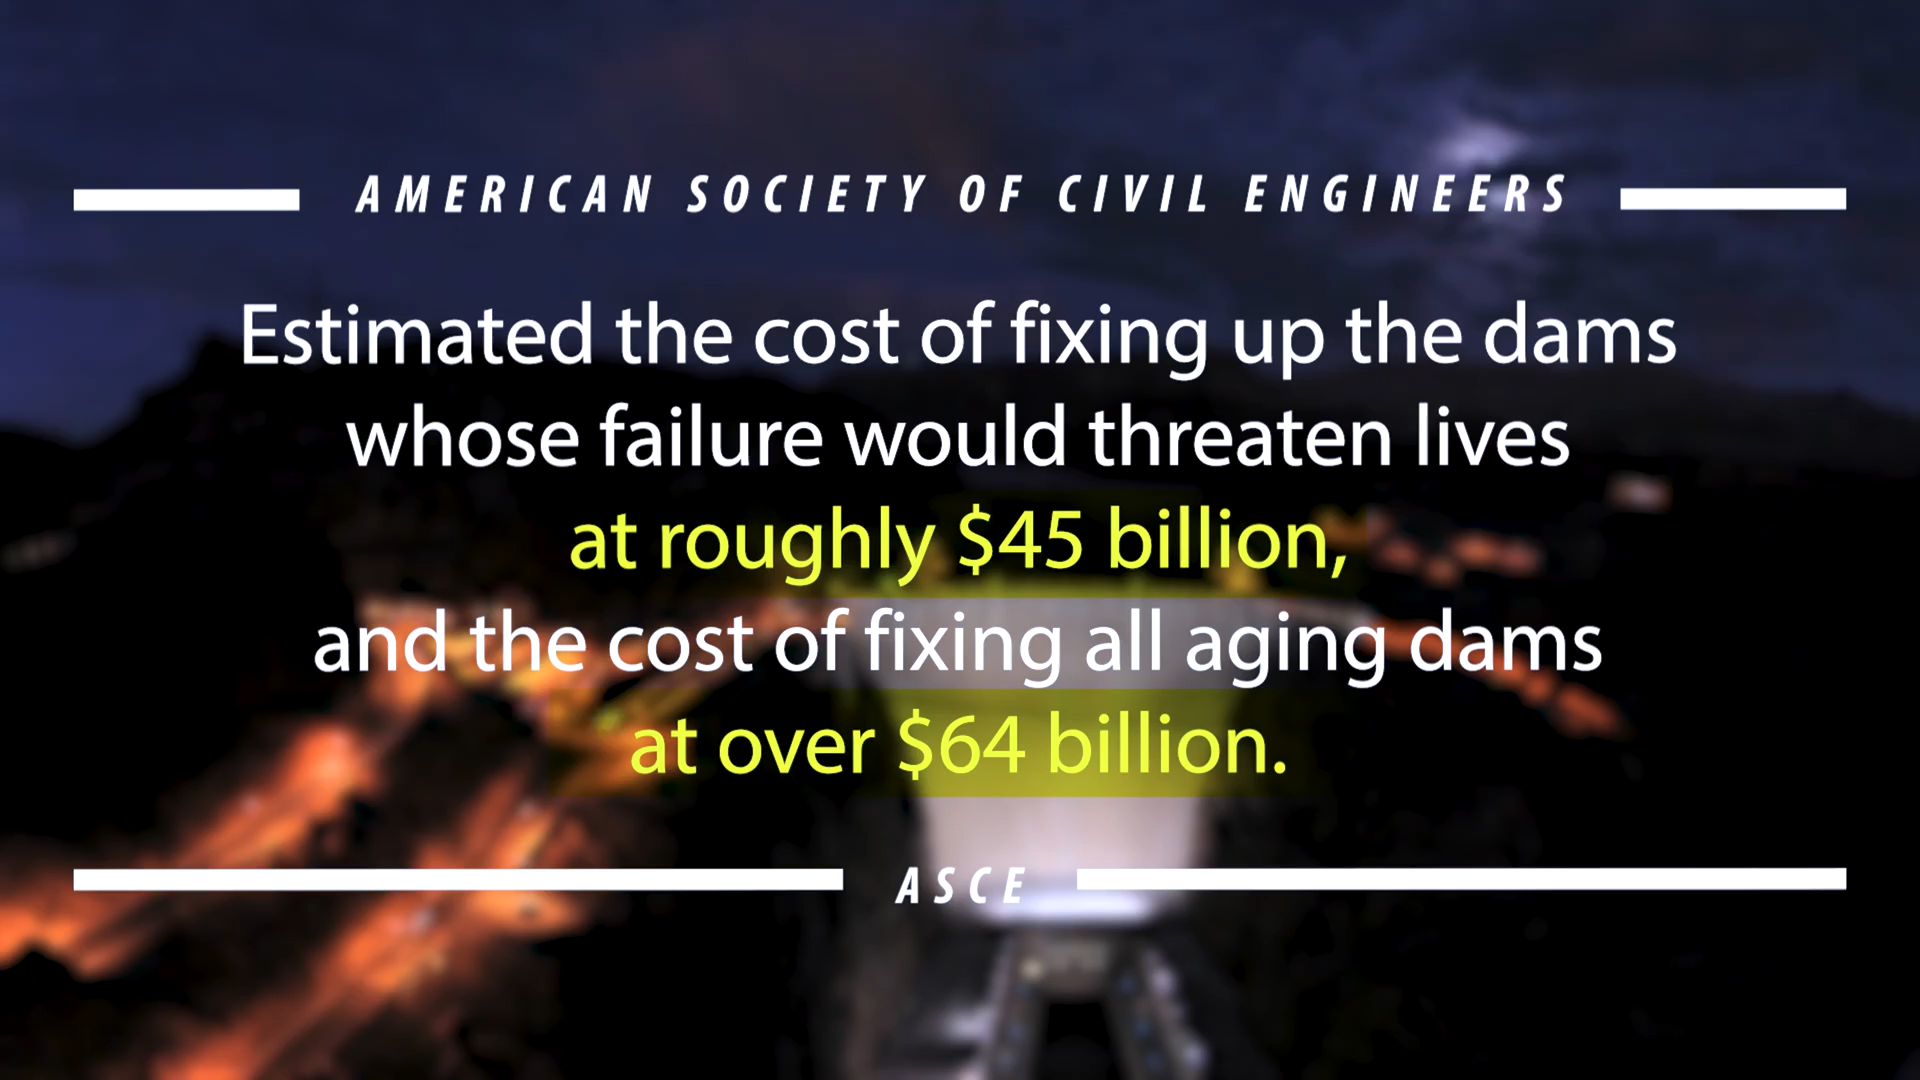 AMERICAN SOCIETY OF CIVIL ENGINEERS
Estimated the cost of fixing up the dams
whose failure would threaten lives
at roughly $45 billion,
and the cost of fixing all aging dams
at over $64 billion.
ASCE